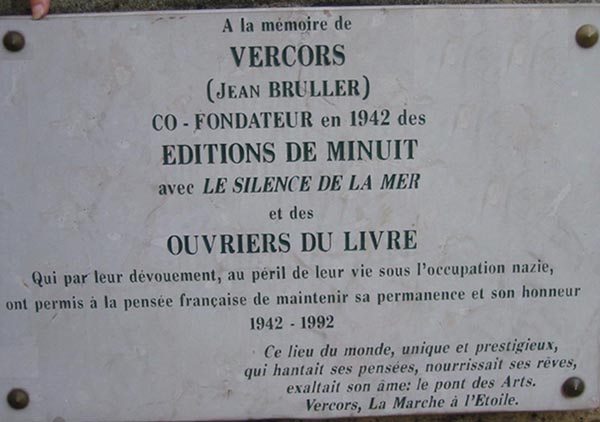 A la mémoire de
VERCORS
(JEAN BRULLER)
CO - FONDATEUR en 1942 des
EDITIONS DE MINUIT
avec LE SILENCE DE LA MER
et des
OUVRIERS DU LIVRE
Qui par leur dévouement, au péril de leur vie sous l'occupation nazie,
ont permis à la pensée française de maintenir sa permanence et son honneur
1942 - 1992
Ce lieu du monde, unique et prestigieux,
qui hantait ses pensées, nourrissait ses rêves,
exaltait son âme: le pont des Arts.
Vercors, La Marche à l'Etoile.